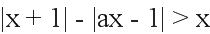 |x + 1| - |ax - 1| > x